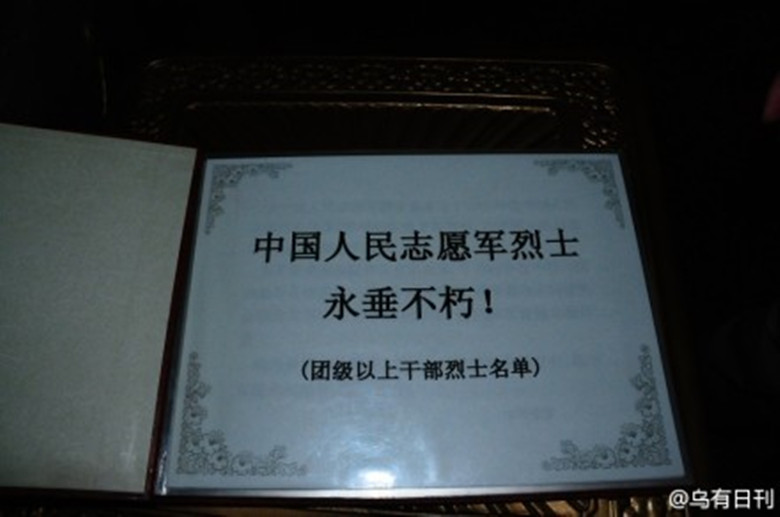 中国人民志愿军烈士
永垂不朽！
(团级以上干部烈士名单)
@乌有日刊